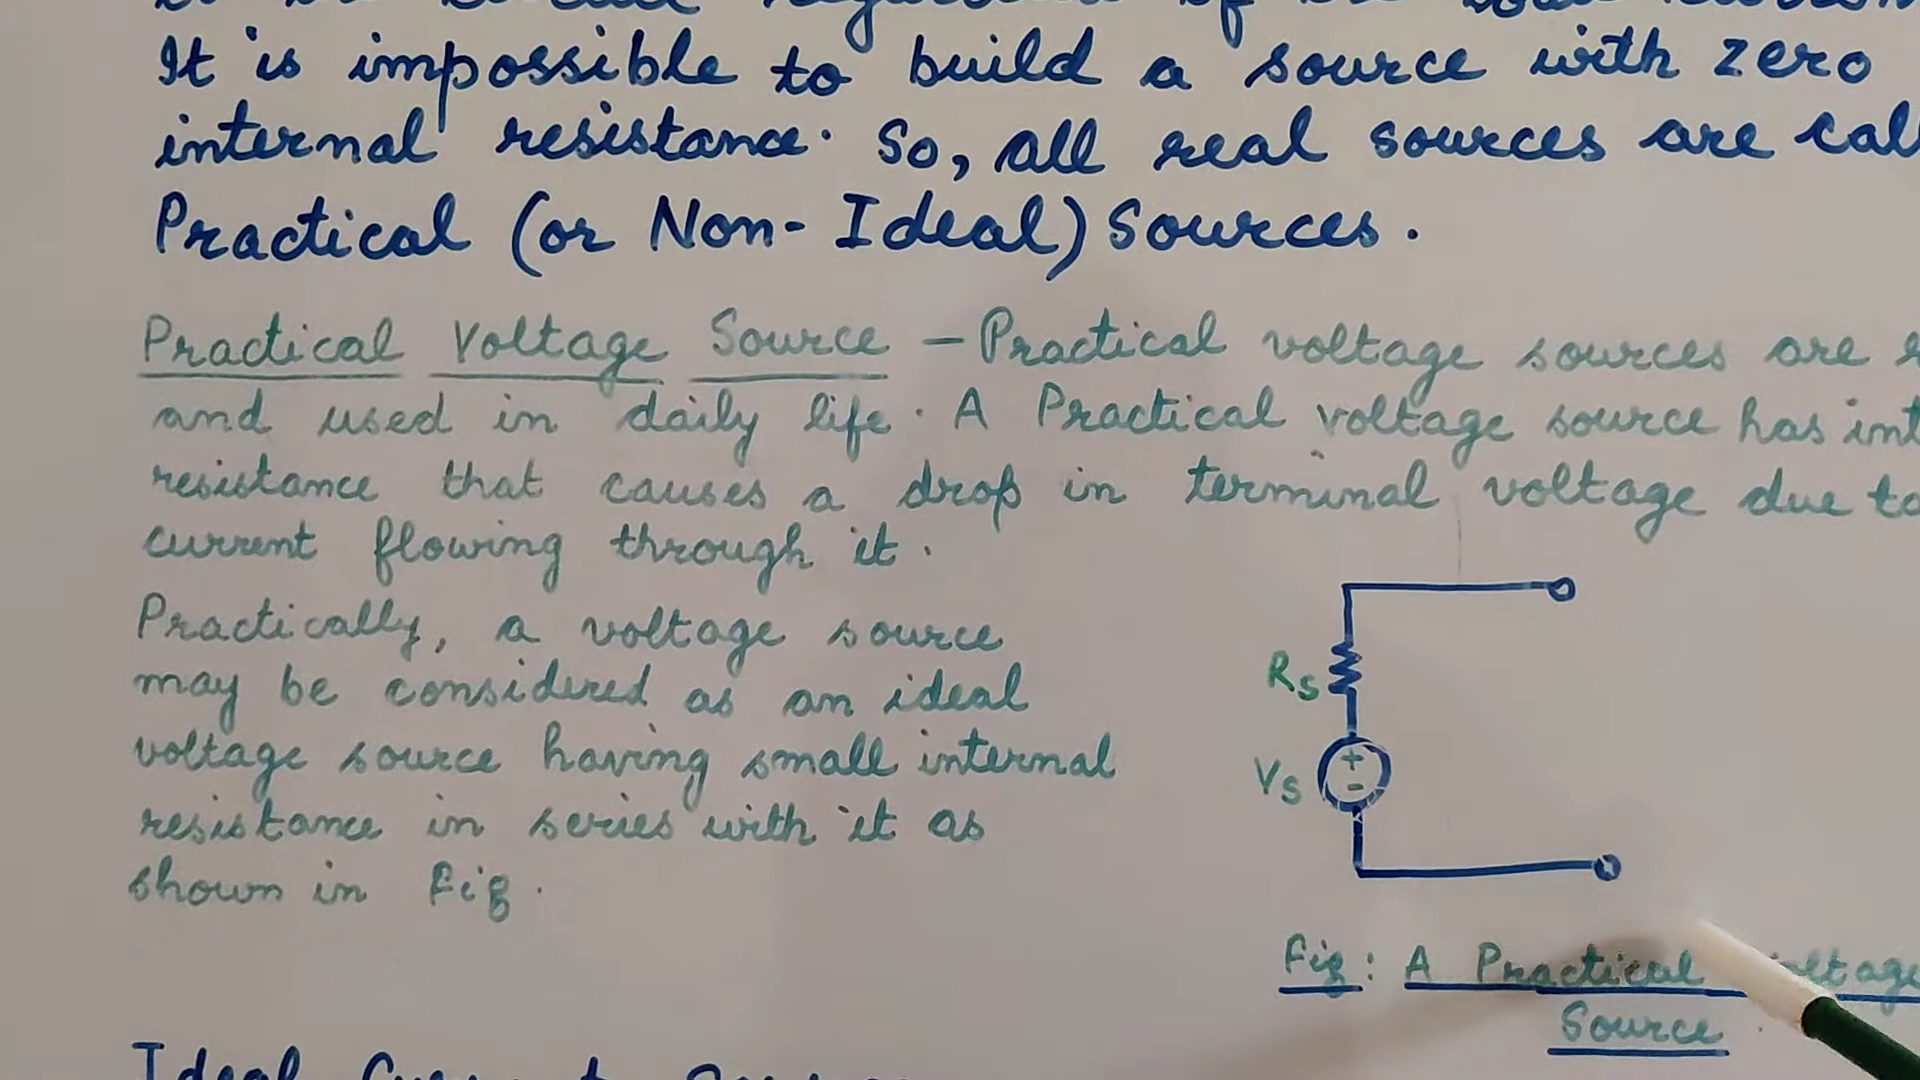 It is impossible to build a source with zero
internal resistance. So, all real sources are
Practical (or Non-Ideal) Sources.
Practical Voltage Source - Practical voltage sources are
and used in daily life. A Practical voltage source has
resistance that causes a drop in terminal voltage due to
current flowing through it.
Practically, a voltage source
may be considered as an ideal
voltage source having small internal
resistance in series with it as
shown in Fig.
Rs
Vs
+
-
Fig: A Practical
Source
Ideal